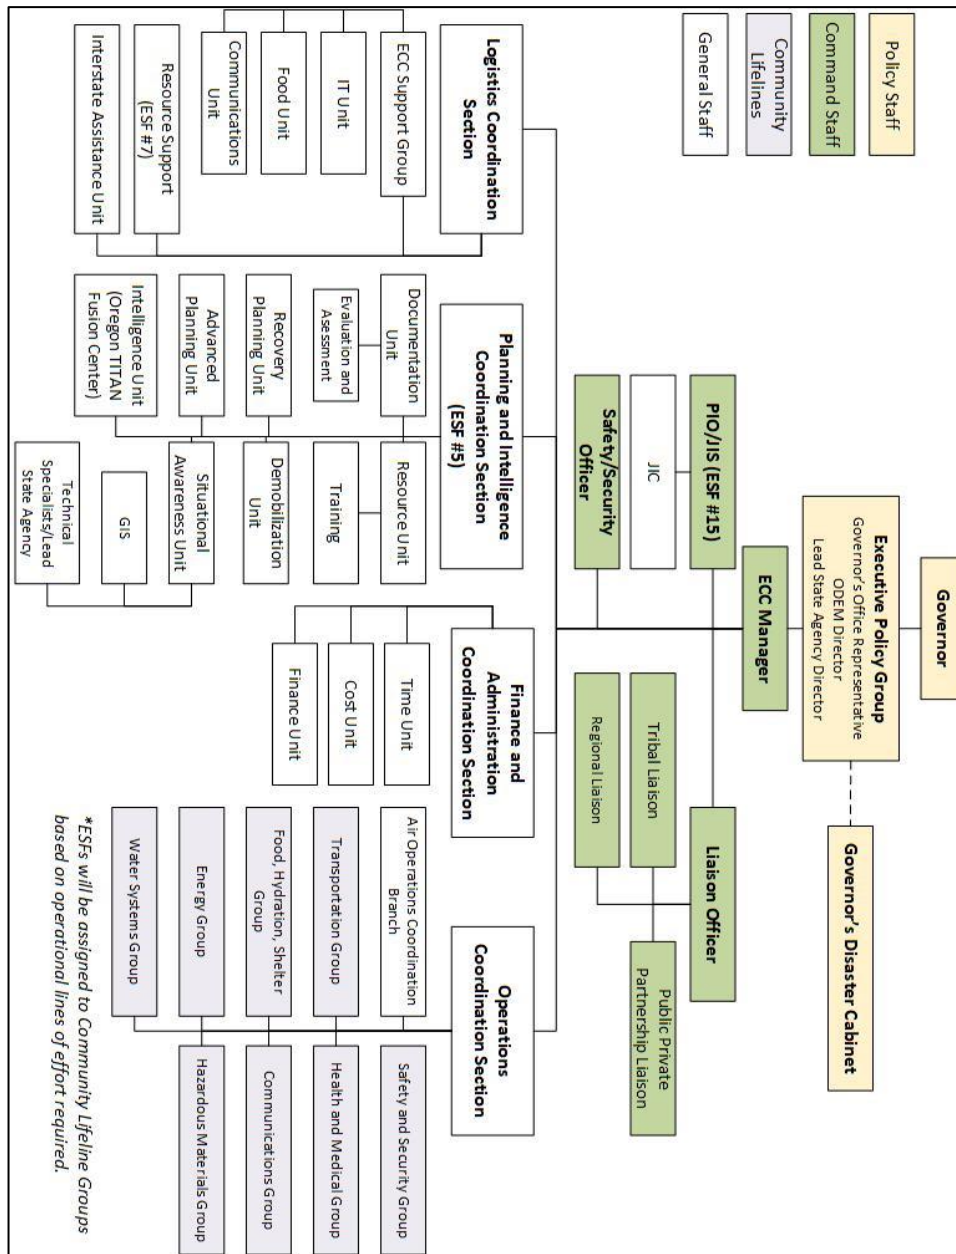 Policy Staff
Command Staff
Community
Lifelines
General Staff
Governor
Executive Policy Group
Governor's Office Representative
ODEM Director
Lead State Agency Director
Governor's Disaster Cabinet
ECC Manager
PIO/JIS (ESF #15)
JIC
Safety/Security
Officer
Liaison Officer
Tribal Liaison
Regional Liaison
Public Private
Partnership Liaison
Logistics Coordination
Section
ECC Support Group
IT Unit
Food Unit
Communications
Unit
Resource Support
(ESF #7)
Interstate Assistance Unit
Planning and Intelligence
Coordination Section
(ESF #5)
Documentation
Unit
Evaluation and
Asessment
Recovery
Planning Unit
Advanced
Planning Unit
Intelligence Unit
(Oregon TITAN
Fusion Center)
Resource Unit
Training
Demobilization
Unit
Situational
Awareness Unit
GIS
Technical
Specialists/Lead
State Agency
Finance and
Administration
Coordination Section
Time Unit
Cost Unit
Finance Unit
Operations
Coordination Section
Air Operations Coordination
Branch
Transportation Group
Food, Hydration, Shelter
Group
Energy Group
Water Systems Group
Safety and Security Group
Health and Medical Group
Communications Group
Hazardous Materials Group
*ESFs will be assigned to Community Lifeline Groups
based on operational lines of effort required.